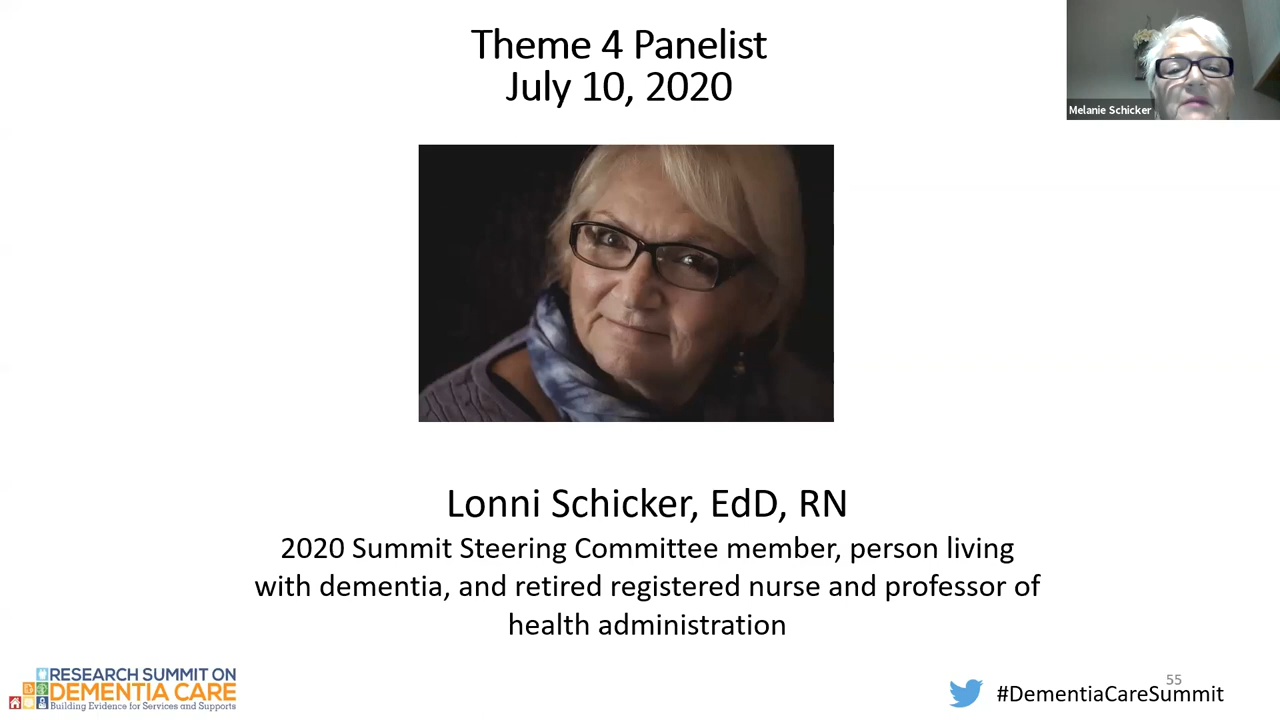 Theme 4 Panelist
July 10, 2020
Melanie Schicker
Lonni Schicker, EdD, RN
2020 Summit Steering Committee member, person living
with dementia, and retired registered nurse and professor of
health administration
RESEARCH SUMMIT ON
DEMENTIA CARE
Building Evidence for Services and Supports
55
#DementiaCareSummit